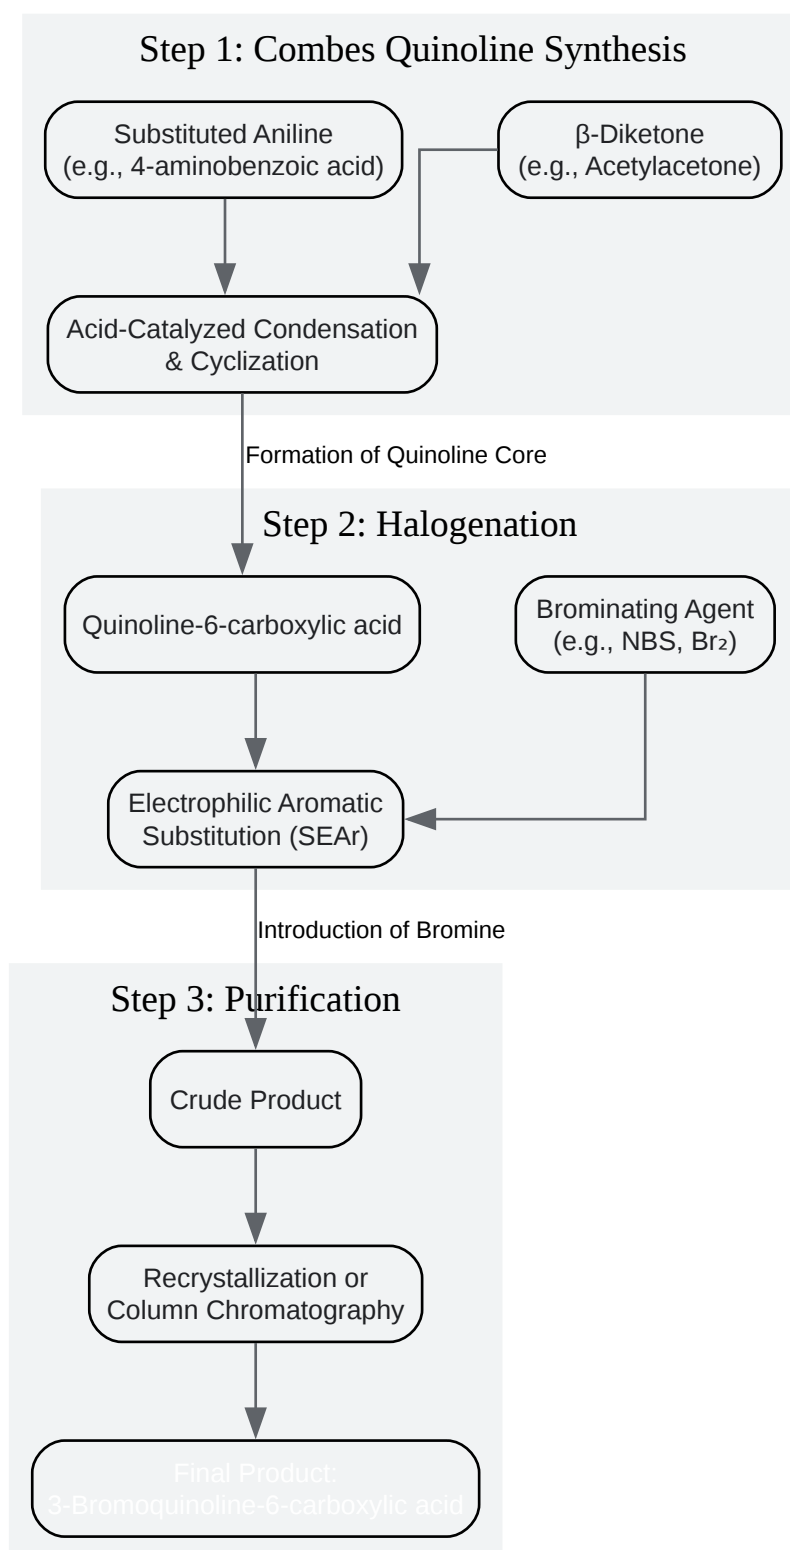 Step 1: Combes Quinoline Synthesis
Substituted Aniline
(e.g., 4-aminobenzoic acid)
β-Diketone
(e.g., Acetylacetone)
Acid-Catalyzed Condensation
& Cyclization
Formation of Quinoline Core
Step 2: Halogenation
Quinoline-6-carboxylic acid
Brominating Agent
(e.g., NBS, Br₂)
Electrophilic Aromatic
Substitution (SEAr)
Introduction of Bromine
Step 3: Purification
Crude Product
Recrystallization or
Column Chromatography
Final Product:
3-Bromoquinoline-6-carboxylic acid